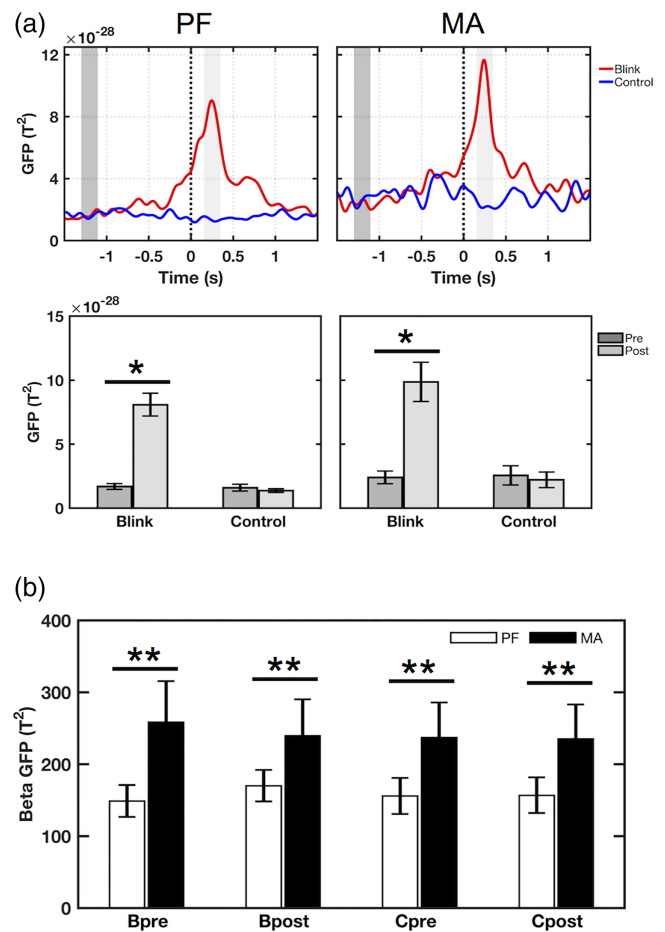 (a) PF MA
×10-28
12
8
4
0
GFP (T2)
-1 -0.5 0 0.5 1
Time (s)
-1 -0.5 0 0.5 1
Time (s)
Blink
Control
×10-28
15
10
5
0
GFP (T2)
*
*
Blink Control
Blink Control
Pre
Post
(b)
400
300
200
100
0
Beta GFP (T2)
PF MA
** ** ** **
Bpre Bpost Cpre Cpost